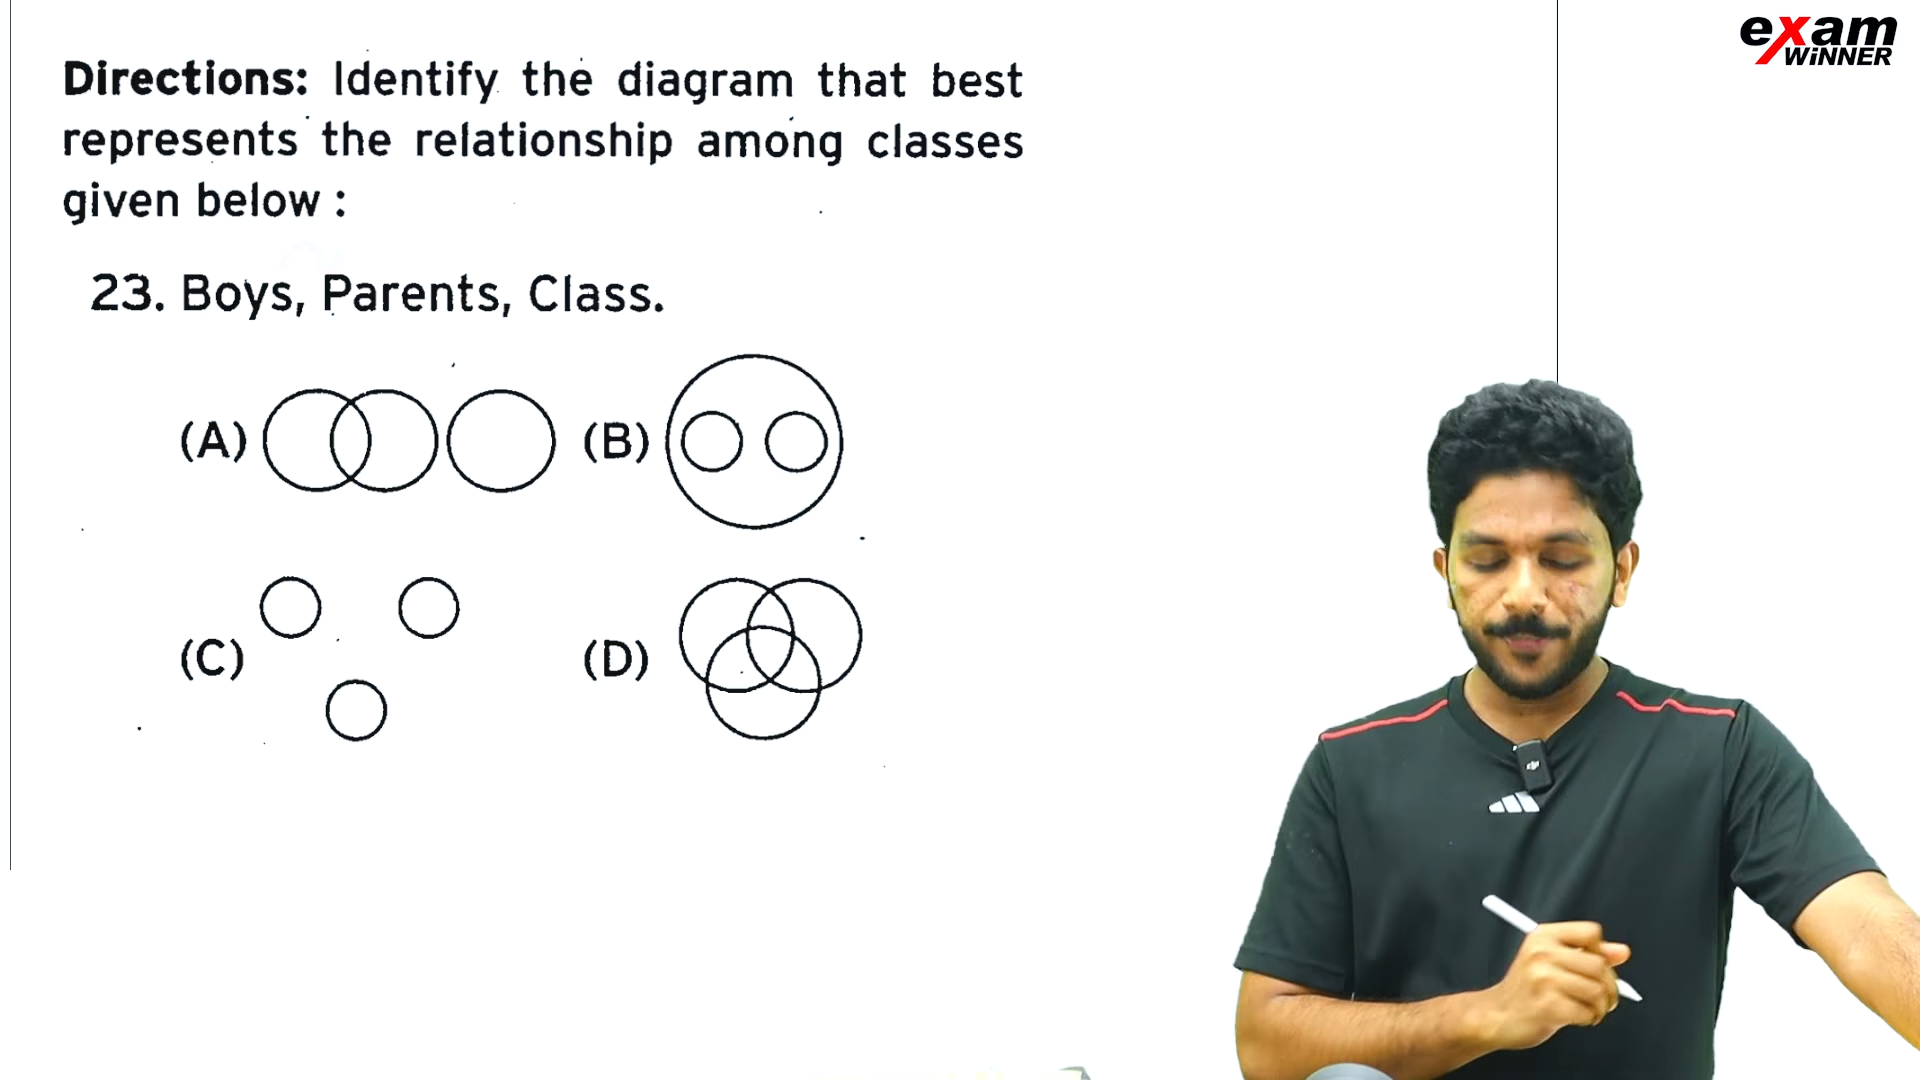 exam
WiNNER
Directions: Identify the diagram that best
represents the relationship among classes
given below :
23. Boys, Parents, Class.
(A) (B)
(C) (D)